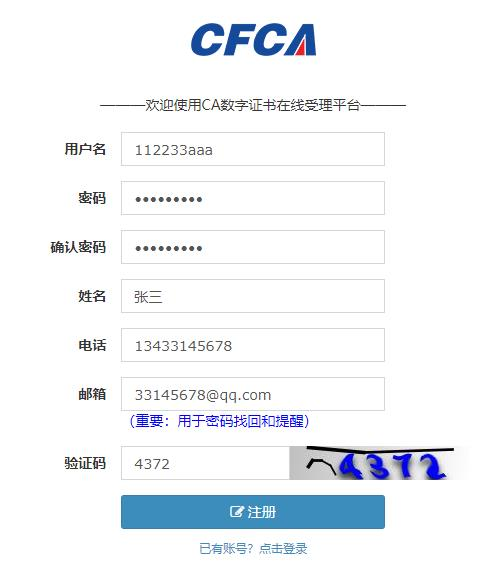 CFCA
———欢迎使用CA数字证书在线受理平台———
用户名 112233aaa
密码 •••••••••
确认密码 •••••••••
姓名 张三
电话 13433145678
邮箱 33145678@qq.com
(重要：用于密码找回和提醒)
验证码 4372 4372
注册
已有账号？点击登录